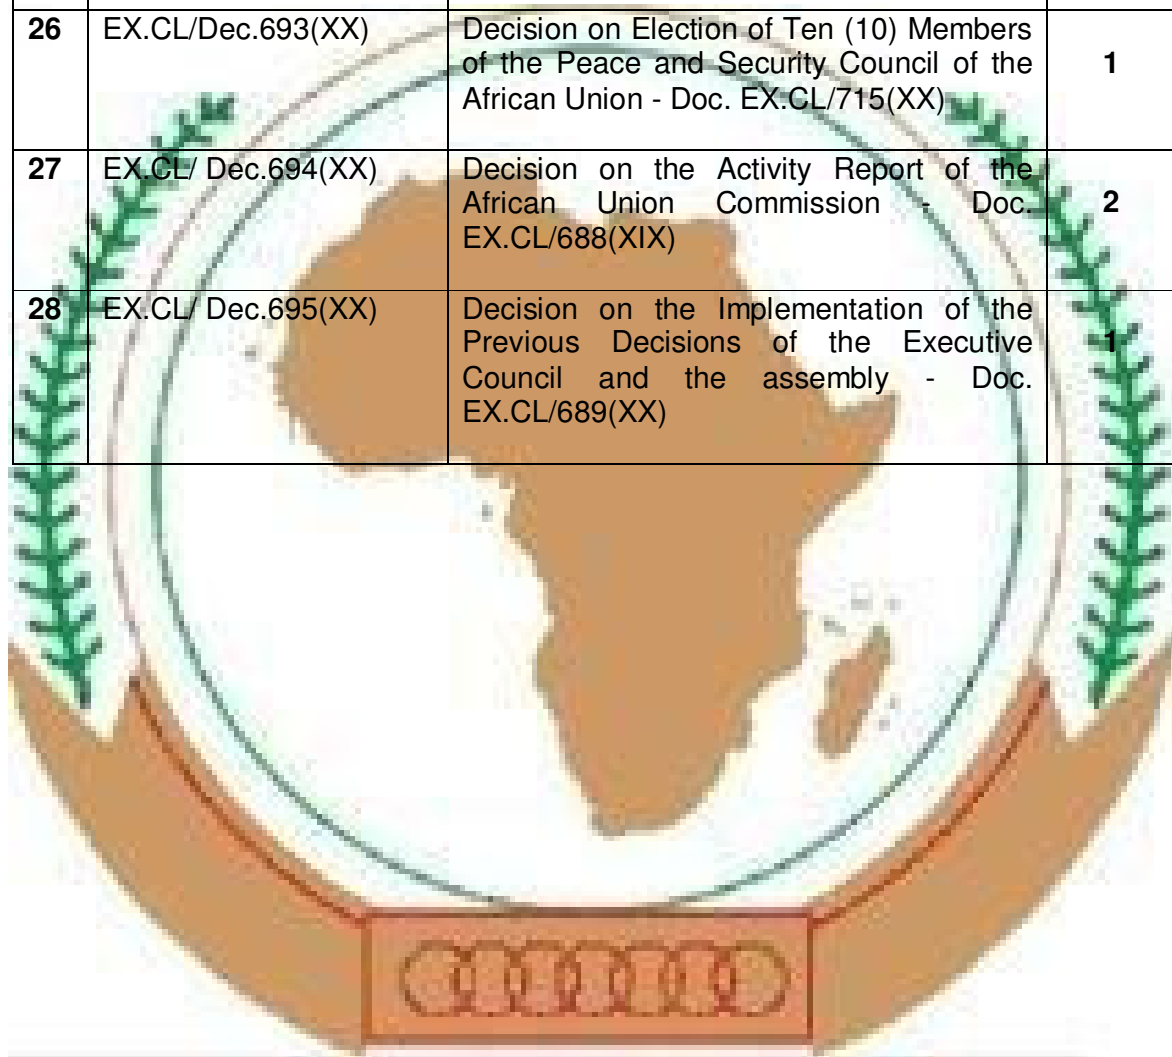 26 EX.CL/Dec.693(XX) Decision on Election of Ten (10) Members
of the Peace and Security Council of the 1
African Union - Doc. EX.CL/715(XX)
27 EX.CL/ Dec.694(XX) Decision on the Activity Report of the
African Union Commission - Doc. 2
EX.CL/688(XIX)
28 EX.CL/ Dec.695(XX) Decision on the Implementation of the
Previous Decisions of the Executive 1
Council and the assembly - Doc.
EX.CL/689(XX)